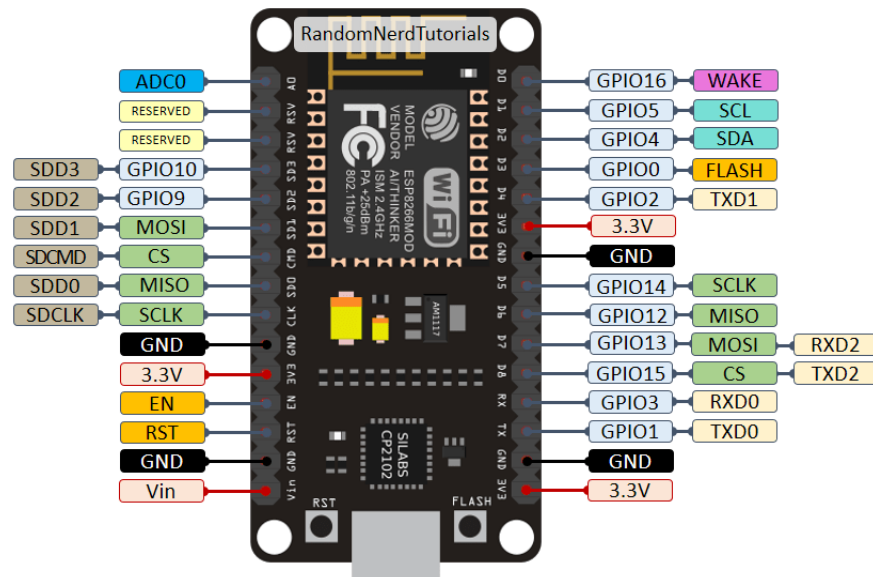 RandomNerdTutorials
ADC0
RESERVED
RESERVED
SDD3 GPIO10
SDD2 GPIO9
SDD1 MOSI
SDCMD CS
SDD0 MISO
SDCLK SCLK
GND
3.3V
EN
RST
GND
Vin
A0
RSV
RSV
SD3
SD2
SD1
CMD
SD0
CLK
GND
3V3
EN
RST
GND
Vin
MODEL
VENDOR
ESP8266MOD
AI/THINKER
ISM 2.4GHz
PA +25dBm
802.11b/g/n
FC
Wi Fi
AM1117
SILABS
CP2102
RST
FLASH
D0
D1
D2
D3
D4
3V3
GND
D5
D6
D7
D8
RX
TX
GND
3V3
GPIO16 WAKE
GPIO5 SCL
GPIO4 SDA
GPIO0 FLASH
GPIO2 TXD1
3.3V
GND
GPIO14 SCLK
GPIO12 MISO
GPIO13 MOSI RXD2
GPIO15 CS TXD2
GPIO3 RXD0
GPIO1 TXD0
GND
3.3V